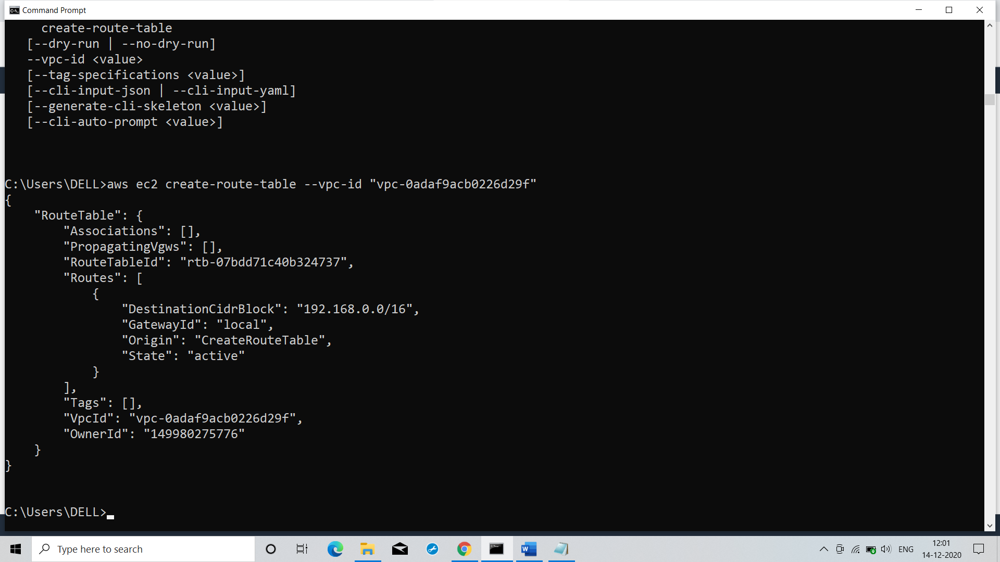 Command Prompt
create-route-table
[--dry-run | --no-dry-run]
--vpc-id <value>
[--tag-specifications <value>]
[--cli-input-json | --cli-input-yaml]
[--generate-cli-skeleton <value>]
[--cli-auto-prompt <value>]
C:\Users\DELL>aws ec2 create-route-table --vpc-id "vpc-0adaf9acb0226d29f"
{
"RouteTable": {
"Associations": [],
"PropagatingVgws": [],
"RouteTableId": "rtb-07bdd71c40b324737",
"Routes": [
{
"DestinationCidrBlock": "192.168.0.0/16",
"GatewayId": "local",
"Origin": "CreateRouteTable",
"State": "active"
}
],
"Tags": [],
"VpcId": "vpc-0adaf9acb0226d29f",
"OwnerId": "149980275776"
}
}
C:\Users\DELL>
Type here to search
ENG
12:01
14-12-2020